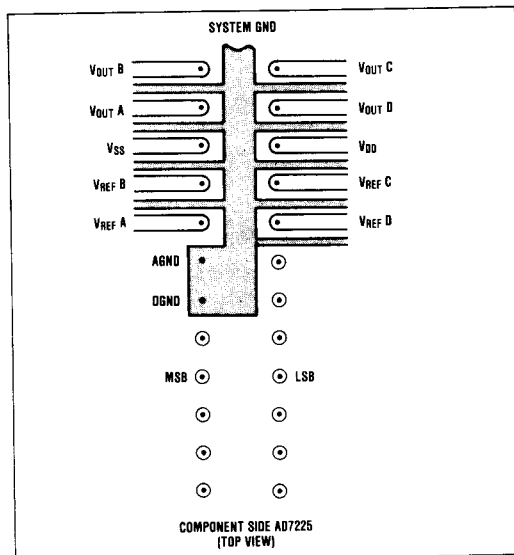 SYSTEM GND
VOUT B
VOUT C
VOUT A
VOUT D
VSS
VDD
VREF B
VREF C
VREF A
VREF D
AGND
DGND
MSB
LSB
COMPONENT SIDE AD7225
(TOP VIEW)